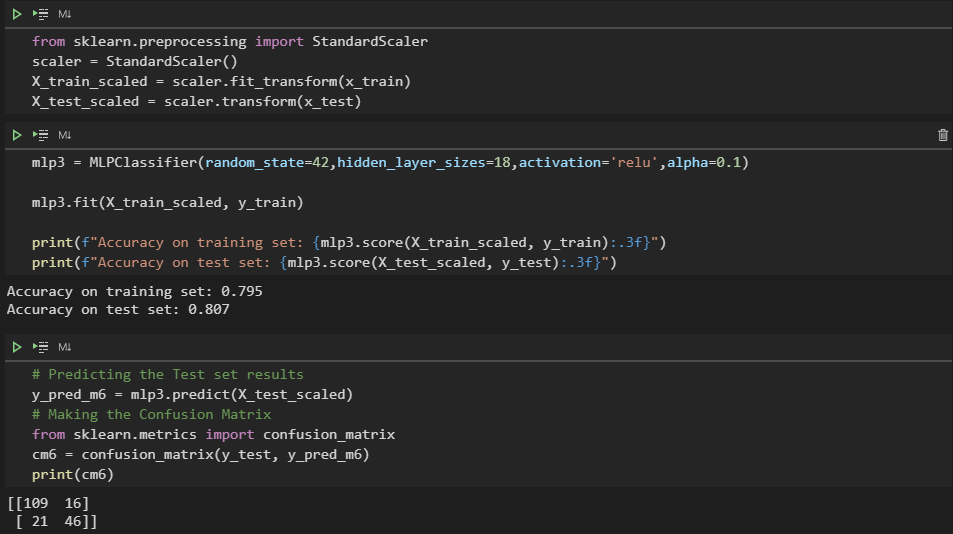 M↓
from sklearn.preprocessing import StandardScaler
scaler = StandardScaler()
X_train_scaled = scaler.fit_transform(x_train)
X_test_scaled = scaler.transform(x_test)
M↓
mlp3 = MLPClassifier(random_state=42,hidden_layer_sizes=18,activation='relu',alpha=0.1)
mlp3.fit(X_train_scaled, y_train)
print(f"Accuracy on training set: {mlp3.score(X_train_scaled, y_train):.3f}")
print(f"Accuracy on test set: {mlp3.score(X_test_scaled, y_test):.3f}")
Accuracy on training set: 0.795
Accuracy on test set: 0.807
M↓
# Predicting the Test set results
y_pred_m6 = mlp3.predict(X_test_scaled)
# Making the Confusion Matrix
from sklearn.metrics import confusion_matrix
cm6 = confusion_matrix(y_test, y_pred_m6)
print(cm6)
[[109  16]
 [ 21  46]]